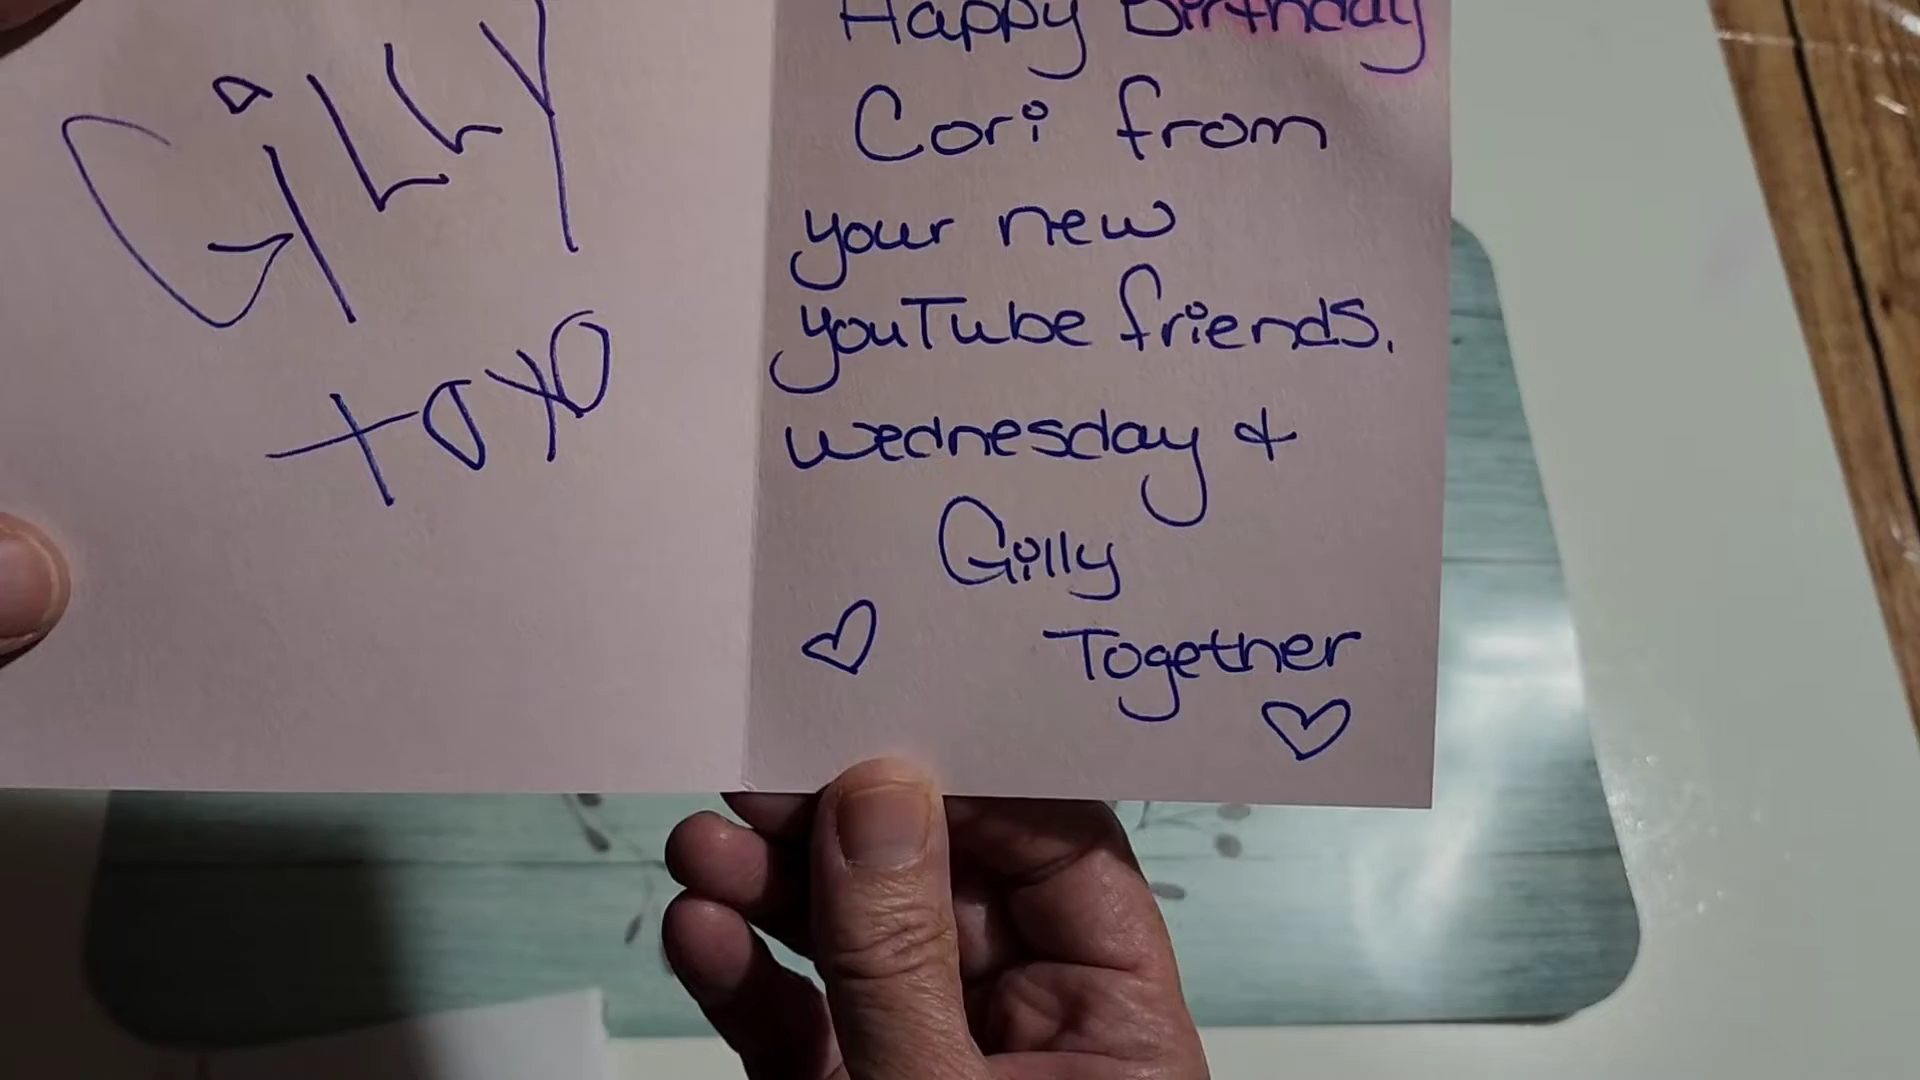 GiLLY
XOXO
Happy Birthday
Cori from
your new
youTube friends.
Wednesday &
Gilly
Together